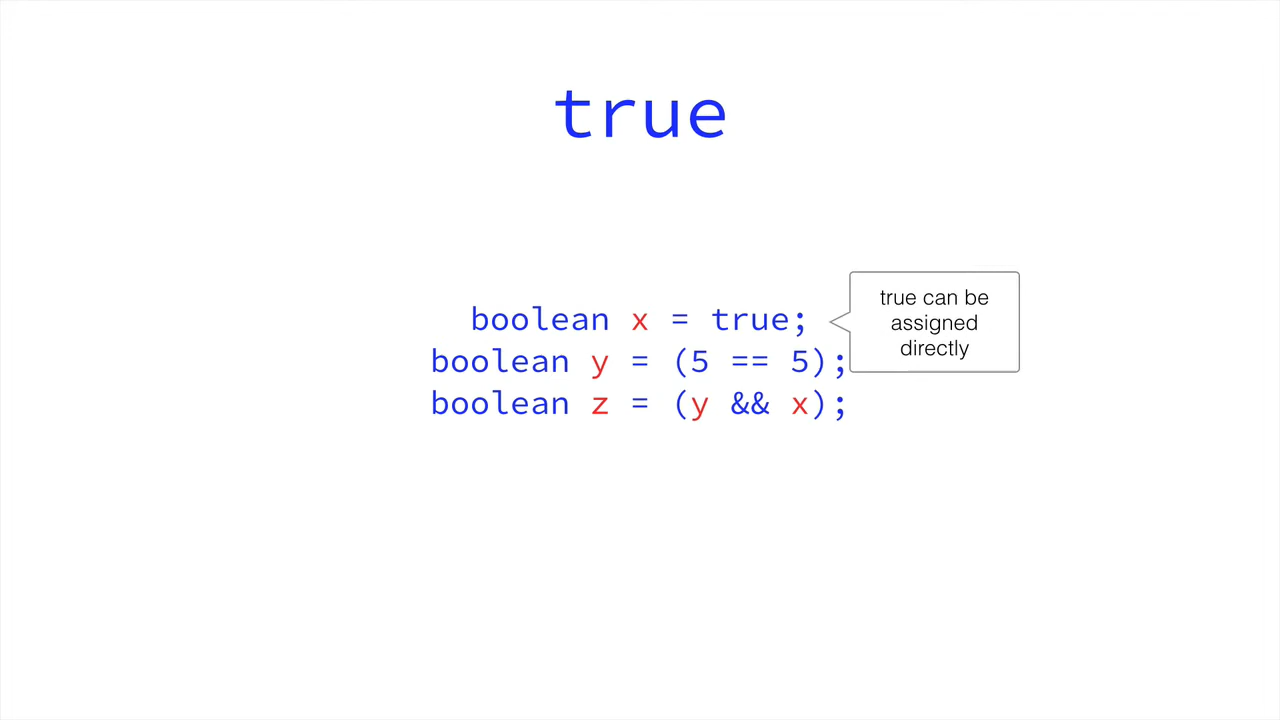 true
boolean x = true;
boolean y = (5 == 5);
boolean z = (y && x);
true can be
assigned
directly